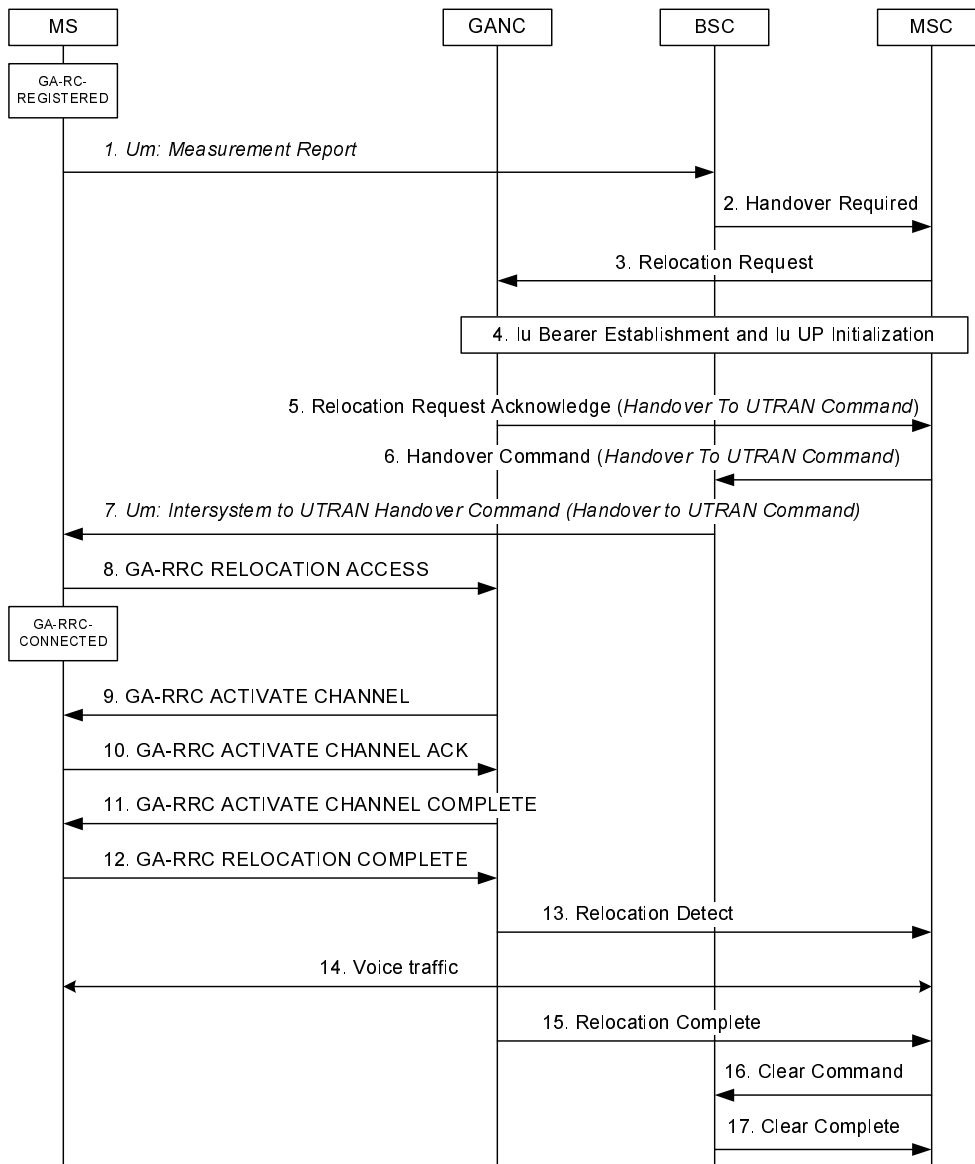 MS
GANC
BSC
MSC
GA-RC-
REGISTERED
1. Um: Measurement Report
2. Handover Required
3. Relocation Request
4. Iu Bearer Establishment and Iu UP Initialization
5. Relocation Request Acknowledge (Handover To UTRAN Command)
6. Handover Command (Handover To UTRAN Command)
7. Um: Intersystem to UTRAN Handover Command (Handover to UTRAN Command)
8. GA-RRC RELOCATION ACCESS
GA-RRC-
CONNECTED
9. GA-RRC ACTIVATE CHANNEL
10. GA-RRC ACTIVATE CHANNEL ACK
11. GA-RRC ACTIVATE CHANNEL COMPLETE
12. GA-RRC RELOCATION COMPLETE
13. Relocation Detect
14. Voice traffic
15. Relocation Complete
16. Clear Command
17. Clear Complete